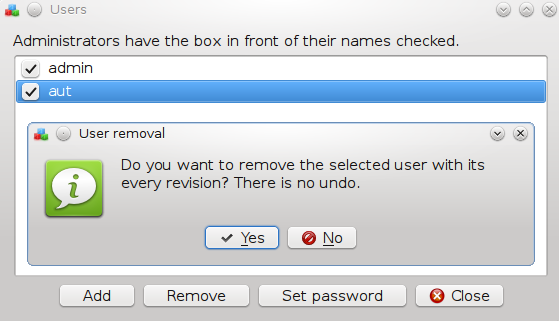 Users
Administrators have the box in front of their names checked.
admin
aut
User removal
Do you want to remove the selected user with its
every revision? There is no undo.
Yes
No
Add
Remove
Set password
Close